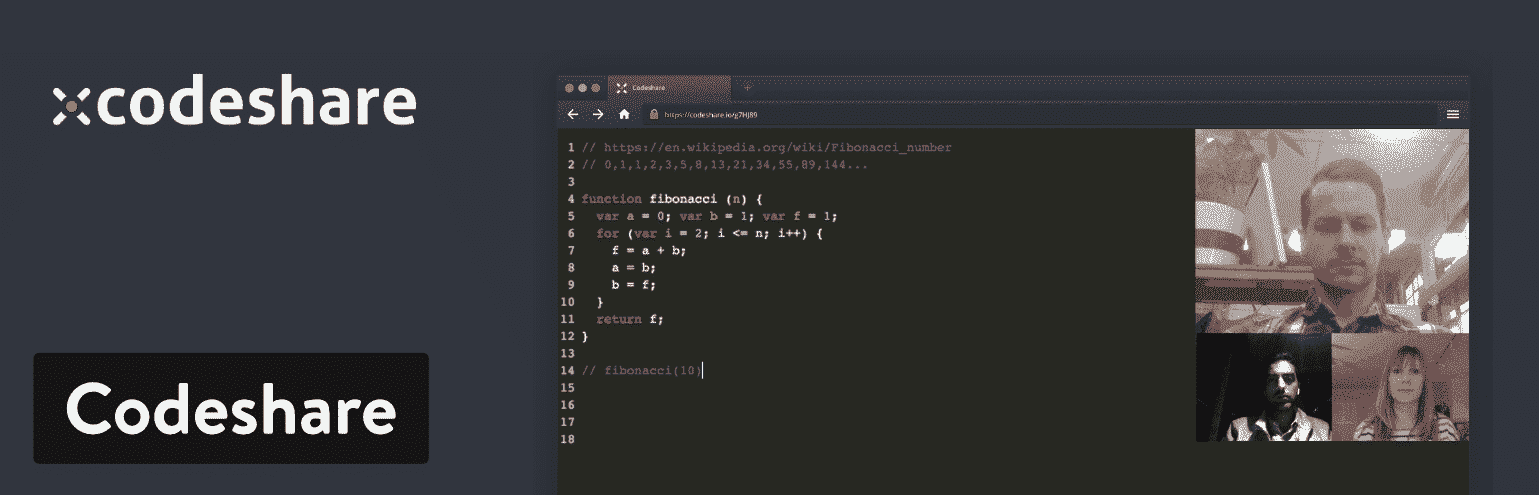 codeshare
Codeshare
Codeshare
https://codeshare.io/g7HJ89
1 // https://en.wikipedia.org/wiki/Fibonacci_number
2 // 0,1,1,2,3,5,8,13,21,34,55,89,144...
3
4 function fibonacci (n) {
5 var a = 0; var b = 1; var f = 1;
6 for (var i = 2; i <= n; i++) {
7 f = a + b;
8 a = b;
9 b = f;
10 }
11 return f;
12 }
13
14 // fibonacci(10)
15
16
17
18